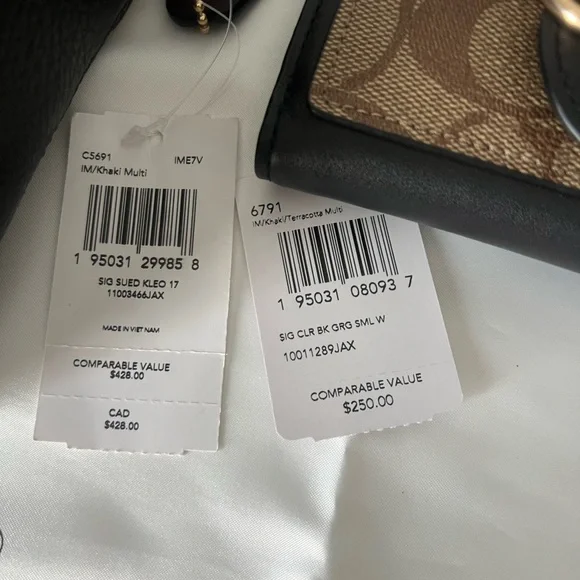 C5691 IME7V
IM/Khaki Multi
1 95031 29985 8
SIG SUED KLEO 17
11003466JAX
MADE IN VIET NAM
COMPARABLE VALUE
$428.00
CAD
$428.00
6791
IM/Khaki/Terracotta Multi
1 95031 08093 7
SIG CLR BK GRG SML W
10011289JAX
COMPARABLE VALUE
$250.00